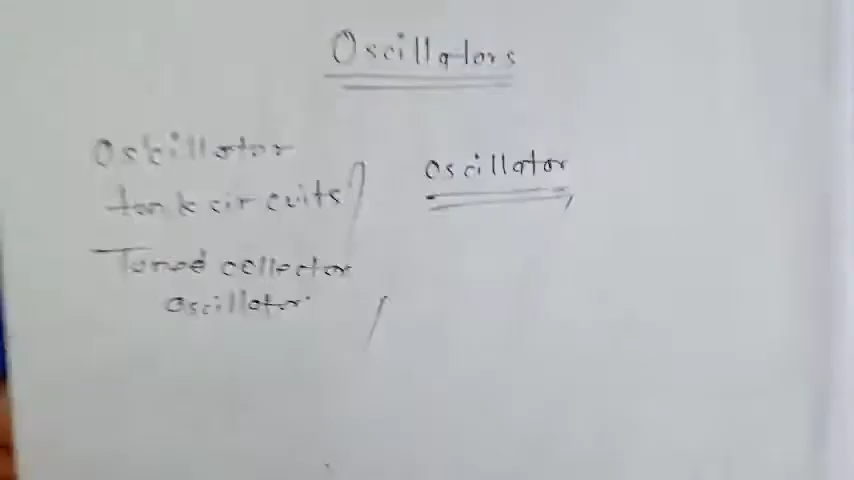 Oscillators
Oscillator
tank circuits
Tuned collector
oscillator
oscillator